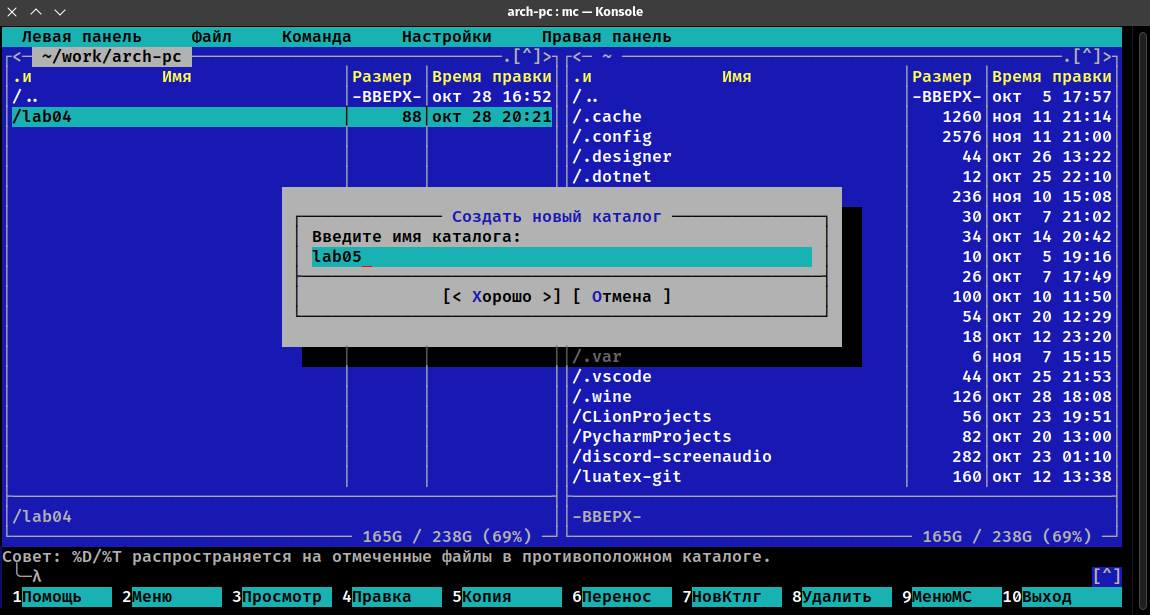 arch-pc : mc — Konsole
Левая панель Файл Команда Настройки Правая панель
<— ~/work/arch-pc .[^]> <— ~ .[^]>
.и Имя Размер Время правки .и Имя Размер Время правки
/.. -ВВЕРХ- окт 28 16:52 /.. -ВВЕРХ- окт 5 17:57
/lab04 88 окт 28 20:21 /.cache 1260 ноя 11 21:14
/.config 2576 ноя 11 21:00
/.designer 44 окт 26 13:22
/.dotnet 12 окт 25 22:10
236 ноя 10 15:08
Создать новый каталог 30 окт 7 21:02
Введите имя каталога: 34 окт 14 20:42
lab05_ 10 окт 5 19:16
26 окт 7 17:49
[< Хорошо >] [ Отмена ] 100 окт 10 11:50
54 окт 20 12:29
18 окт 12 23:20
/.var 6 ноя 7 15:15
/.vscode 44 окт 25 21:53
/.wine 126 окт 28 18:08
/CLionProjects 56 окт 23 19:51
/PycharmProjects 82 окт 20 13:00
/discord-screenaudio 282 окт 23 01:10
/luatex-git 160 окт 12 13:38
/lab04 -ВВЕРХ-
165G / 238G (69%) 165G / 238G (69%)
Совет: %D/%T распространяется на отмеченные файлы в противоположном каталоге.
╰─λ [^]
1Помощь 2Меню 3Просмотр 4Правка 5Копия 6Перенос 7НовКтлг 8Удалить 9МенюMC 10Выход